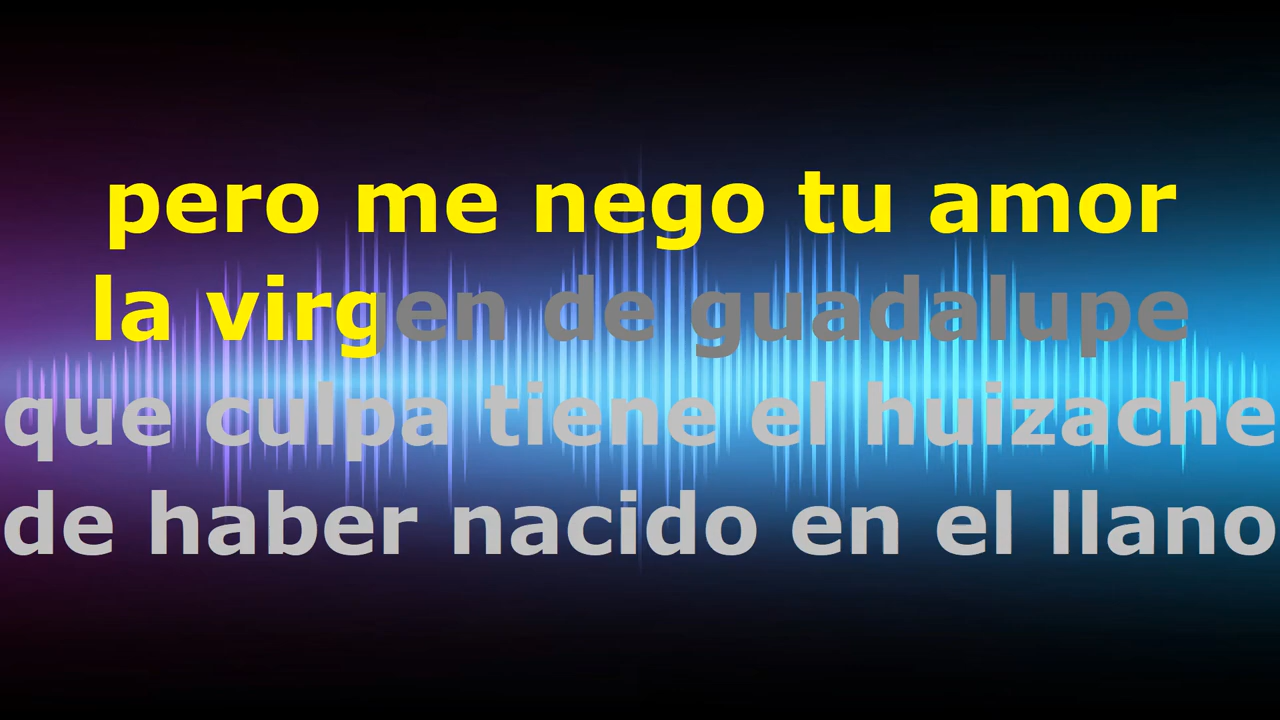 pero me nego tu amor
la virgen de guadalupe
que culpa tiene el huizache
de haber nacido en el llano